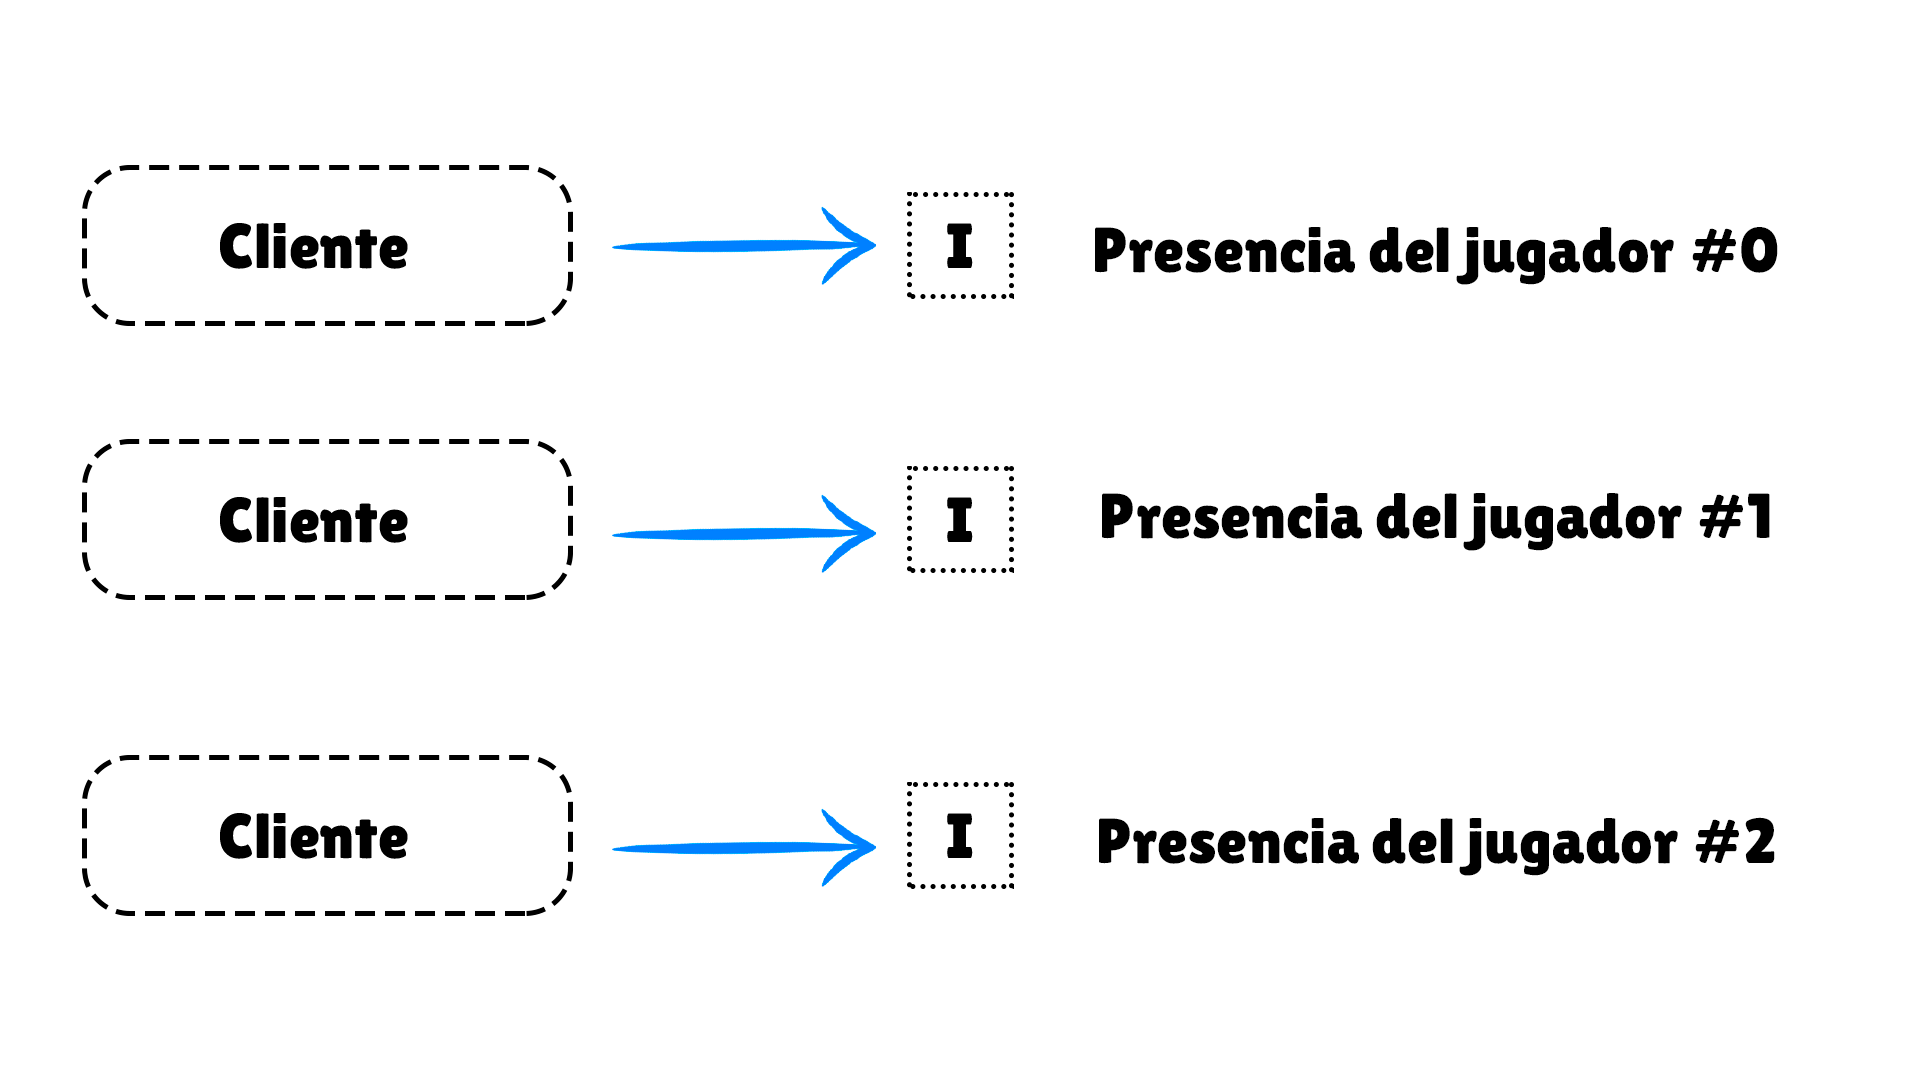 Cliente I Presencia del jugador #0
Cliente I Presencia del jugador #1
Cliente I Presencia del jugador #2